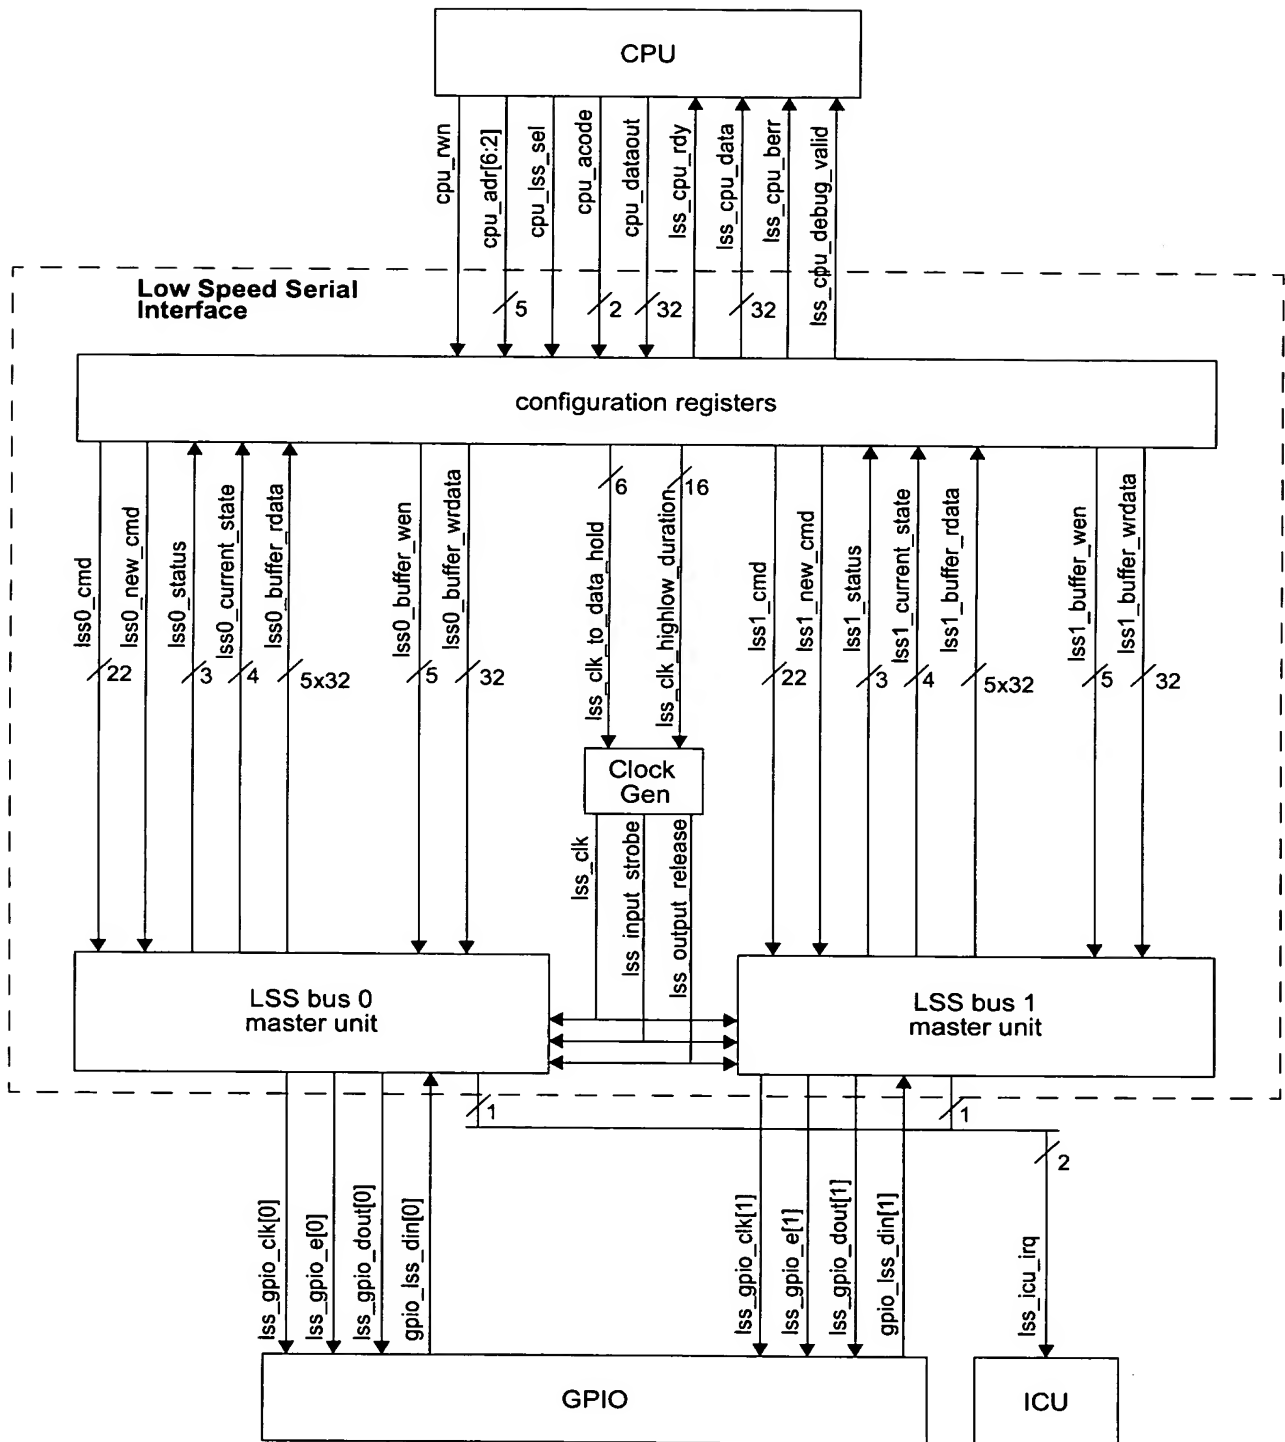 CPU
cpu_rwn
cpu_adr[6:2]
cpu_lss_sel
cpu_acode
cpu_dataout
lss_cpu_rdy
lss_cpu_data
lss_cpu_berr
lss_cpu_debug_valid
Low Speed Serial
Interface
5
2
32
32
configuration registers
lss0_cmd
lss0_new_cmd
lss0_status
lss0_current_state
lss0_buffer_rdata
lss0_buffer_wen
lss0_buffer_wrdata
lss_clk_to_data_hold
lss_clk_highlow_duration
lss1_cmd
lss1_new_cmd
lss1_status
lss1_current_state
lss1_buffer_rdata
lss1_buffer_wen
lss1_buffer_wrdata
6
16
22
3
4
5x32
5
32
22
3
4
5x32
5
32
Clock
Gen
lss_clk
lss_input_strobe
lss_output_release
LSS bus 0
master unit
LSS bus 1
master unit
1
1
2
lss_gpio_clk[0]
lss_gpio_e[0]
lss_gpio_dout[0]
gpio_lss_din[0]
lss_gpio_clk[1]
lss_gpio_e[1]
lss_gpio_dout[1]
gpio_lss_din[1]
lss_icu_irq
GPIO
ICU